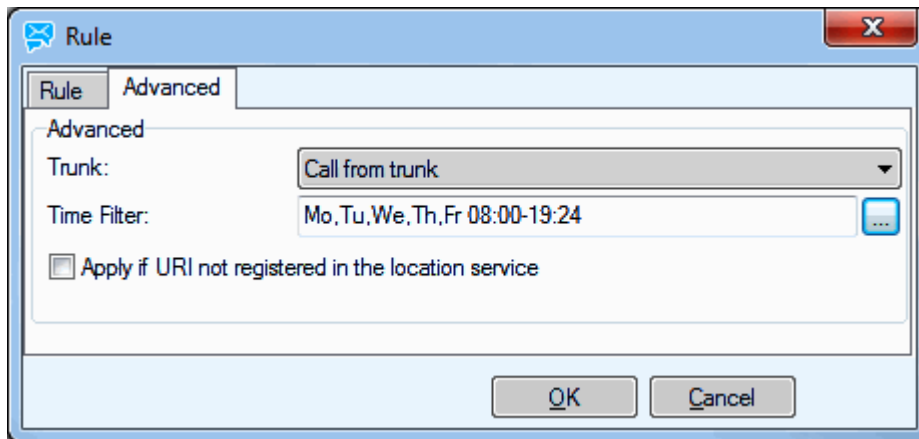 Rule
Rule Advanced
Advanced
Trunk: Call from trunk
Time Filter: Mo,Tu,We,Th,Fr 08:00-19:24 ...
Apply if URI not registered in the location service
OK Cancel